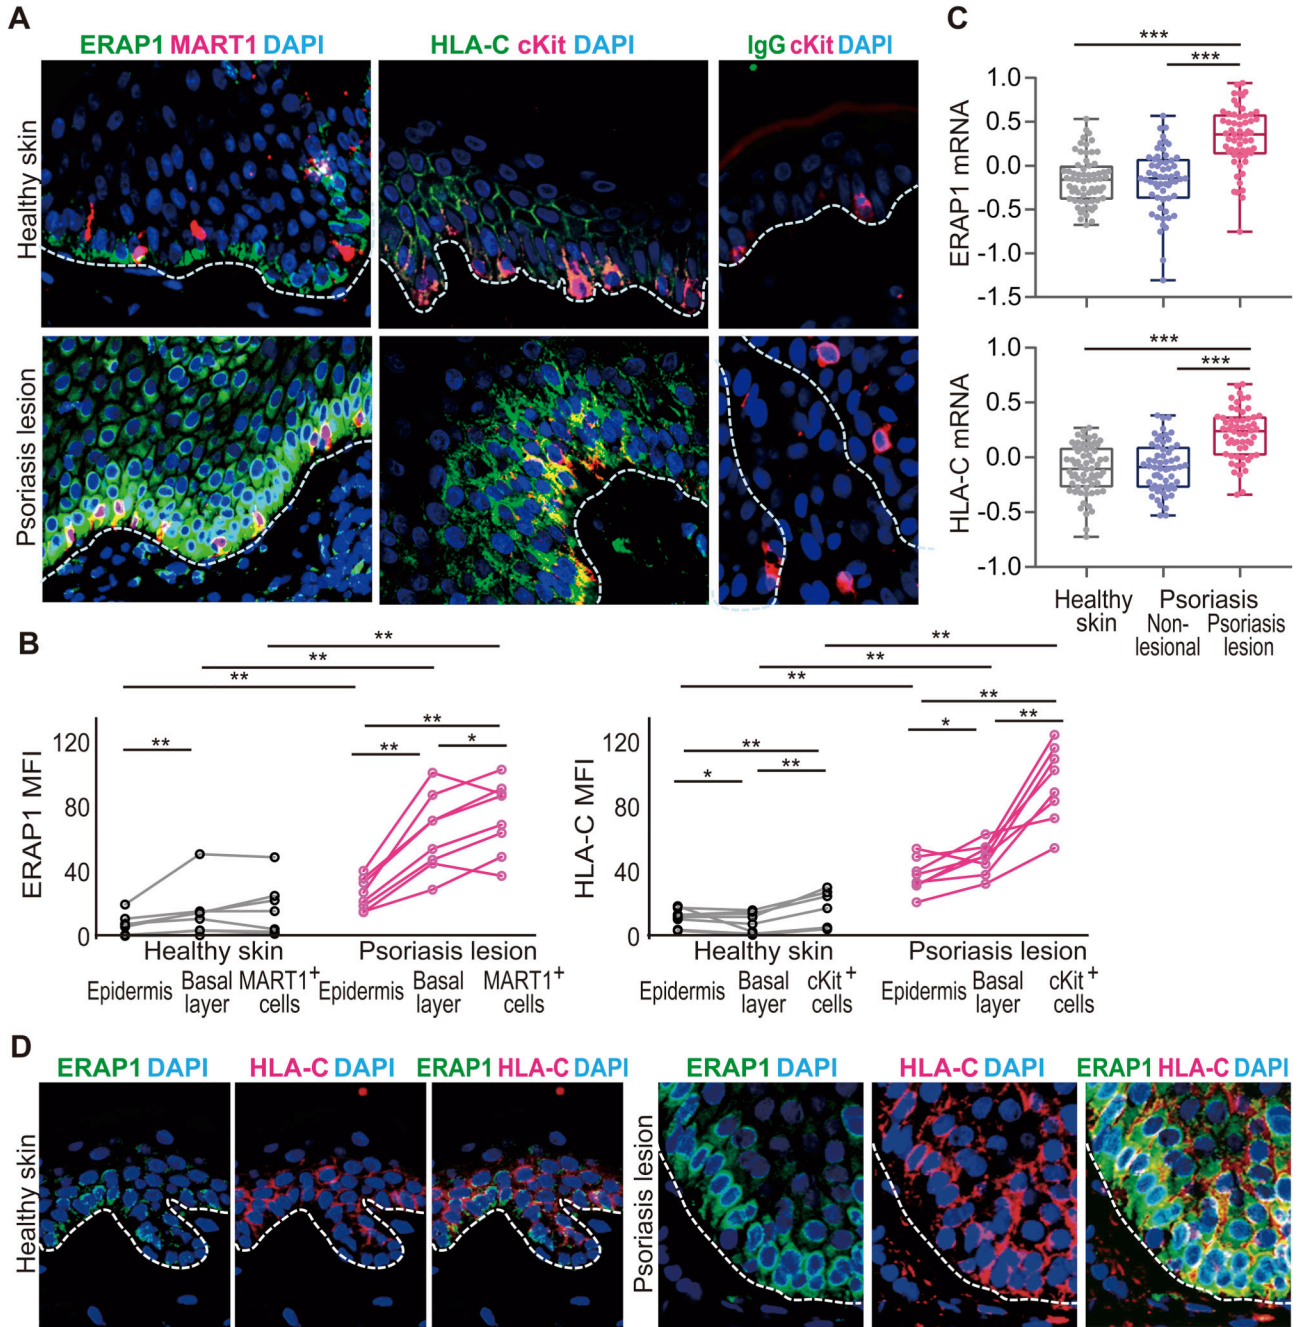 A
ERAP1 MART1 DAPI
HLA-C cKit DAPI
IgG cKit DAPI
Healthy skin
Psoriasis lesion
C
***
***
ERAP1 mRNA
1.0
0.5
0.0
-0.5
-1.0
-1.5
***
***
HLA-C mRNA
1.0
0.5
0.0
-0.5
-1.0
Healthy
skin
Psoriasis
Non-
lesional
Psoriasis
lesion
B
**
**
**
**
**
**
*
ERAP1 MFI
120
80
40
0
Healthy skin
Psoriasis lesion
Epidermis
Basal
layer
MART1+
cells
Epidermis
Basal
layer
MART1+
cells
**
**
**
**
**
*
**
**
*
HLA-C MFI
120
80
40
0
Healthy skin
Psoriasis lesion
Epidermis
Basal
layer
cKit+
cells
Epidermis
Basal
layer
cKit+
cells
D
ERAP1 DAPI
HLA-C DAPI
ERAP1 HLA-C DAPI
ERAP1 DAPI
HLA-C DAPI
ERAP1 HLA-C DAPI
Healthy skin
Psoriasis lesion